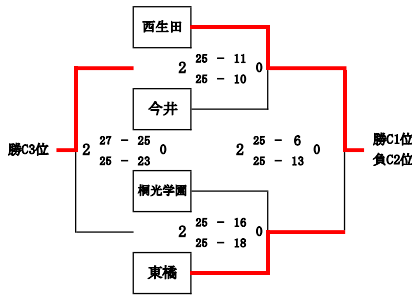 西生田
2 25 － 11 0
25 － 10
今井
勝C3位 2 27 － 25 0
25 － 23
2 25 － 6 0
25 － 13
勝C1位
負C2位
桐光学園
2 25 － 16 0
25 － 18
東橘